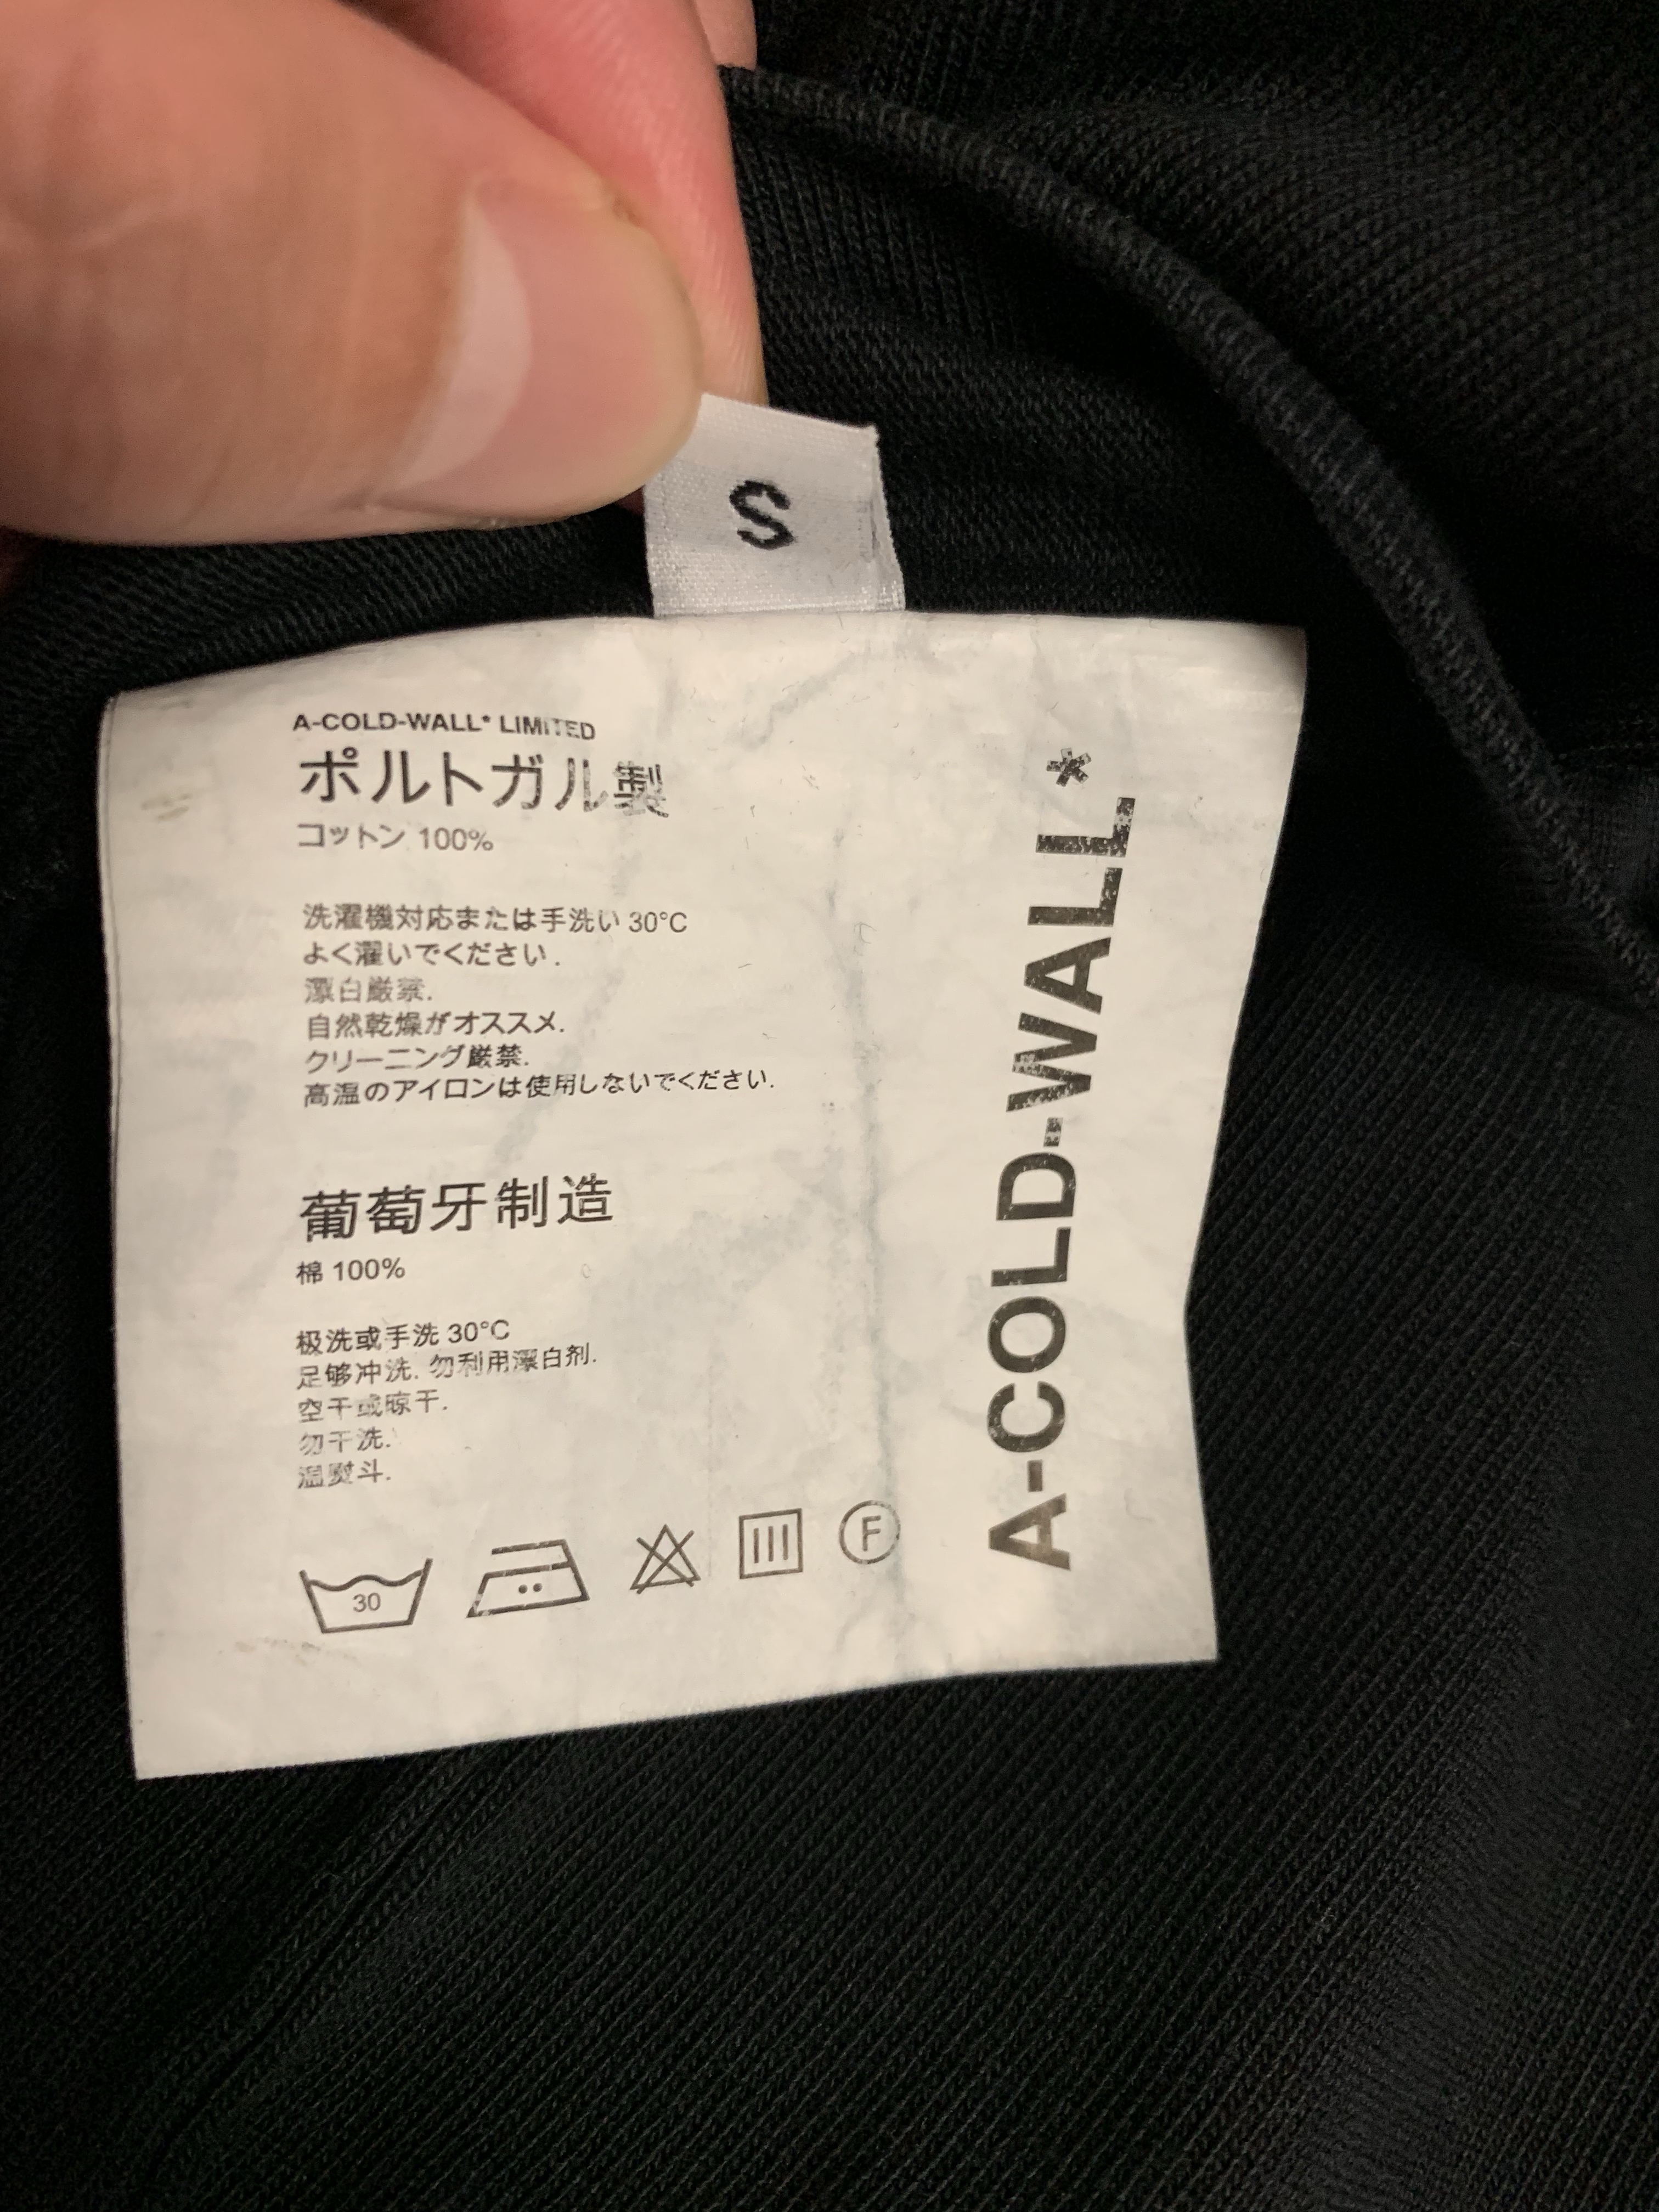 S
A-COLD-WALL* LIMITED
ポルトガル製
コットン 100%
洗濯機対応または手洗い 30°C
よく濯いでください.
漂白厳禁.
自然乾燥がオススメ.
クリーニング厳禁.
高温のアイロンは使用しないでください.
葡萄牙制造
棉 100%
极洗或手洗 30°C
足够冲洗. 勿利用漂白剂.
空干或晾干.
勿干洗.
温熨斗.
30
F
A-COLD-WALL*